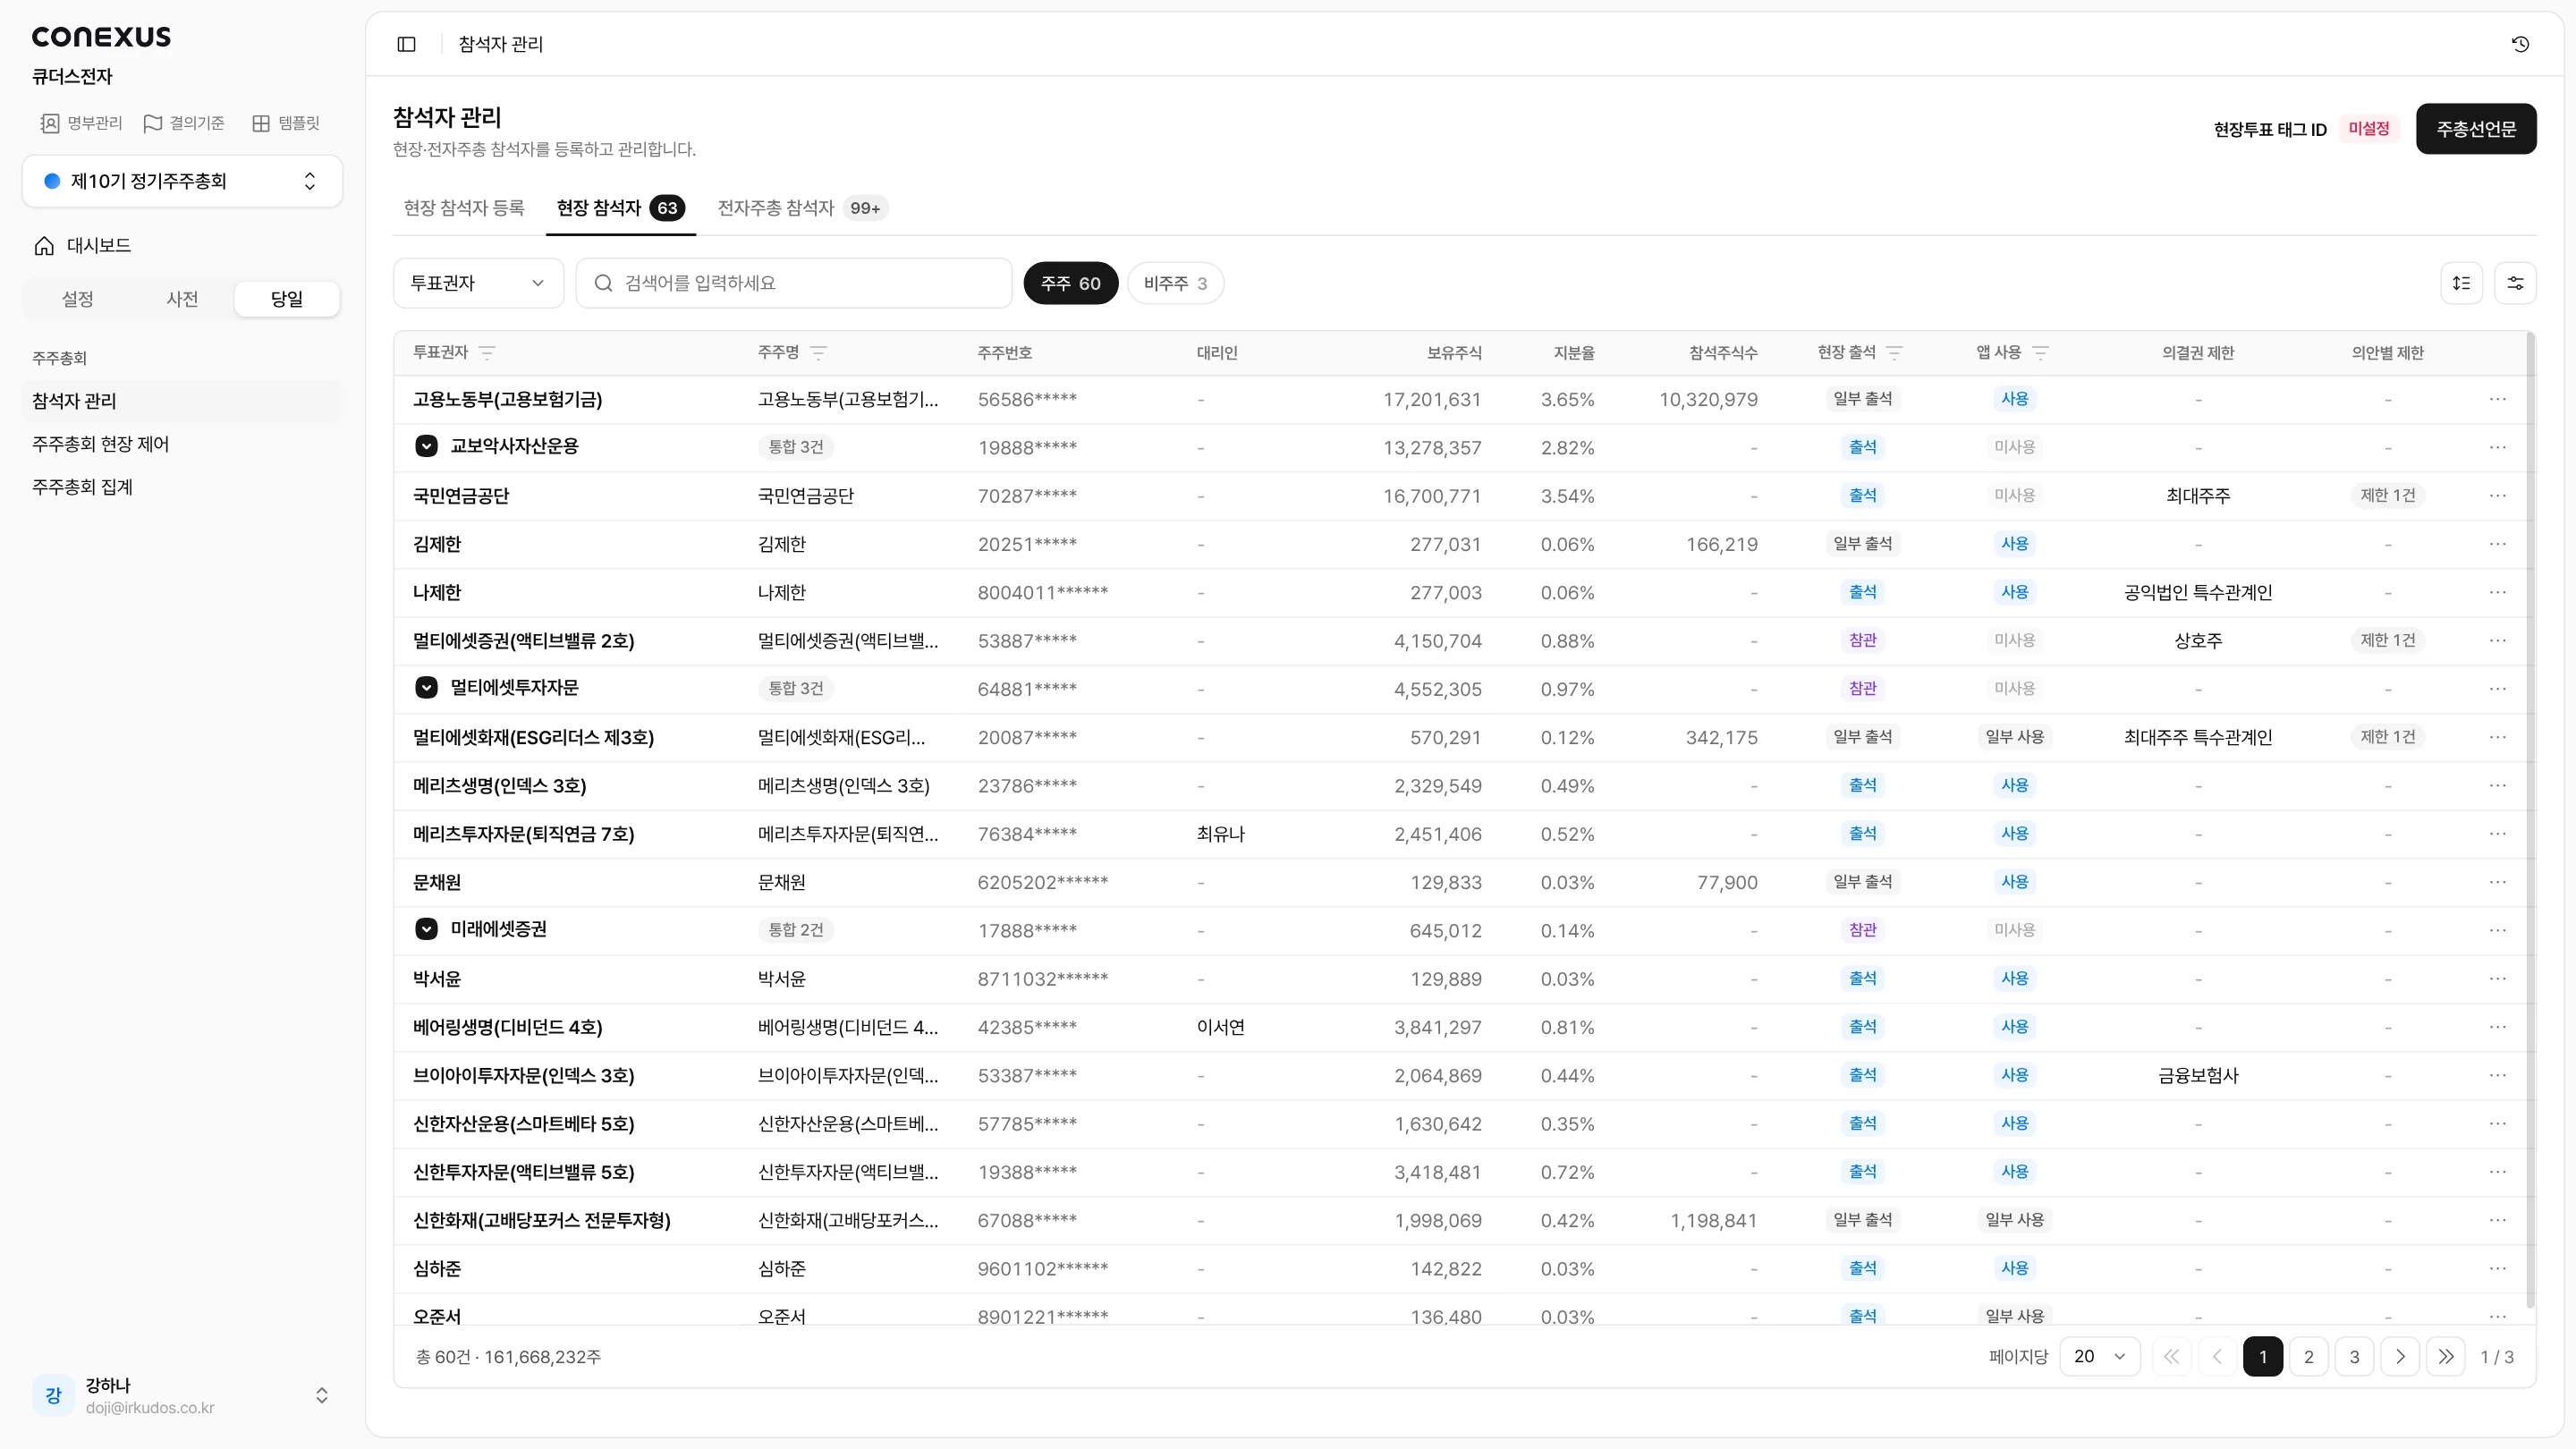 CONEXUS
큐더스전자
명부관리 결의기준 템플릿
제10기 정기주주총회
대시보드
설정 사전 당일
주주총회
참석자 관리
주주총회 현장 제어
주주총회 집계
강 강하나
doji@irkudos.co.kr
참석자 관리
참석자 관리
현장·전자주총 참석자를 등록하고 관리합니다.
현장투표 태그 ID 미설정 주총선언문
현장 참석자 등록 현장 참석자 63 전자주총 참석자 99+
투표권자 검색어를 입력하세요 주주 60 비주주 3
투표권자 주주명 주주번호 대리인 보유주식 지분율 참석주식수 현장 출석 앱 사용 의결권 제한 의안별 제한
고용노동부(고용보험기금) 고용노동부(고용보험기... 56586***** - 17,201,631 3.65% 10,320,979 일부 출석 사용 - - ...
교보악사자산운용 통합 3건 19888***** - 13,278,357 2.82% - 출석 미사용 - - ...
국민연금공단 국민연금공단 70287***** - 16,700,771 3.54% - 출석 미사용 최대주주 제한 1건 ...
김제한 김제한 20251***** - 277,031 0.06% 166,219 일부 출석 사용 - - ...
나제한 나제한 8004011****** - 277,003 0.06% - 출석 사용 공익법인 특수관계인 - ...
멀티에셋증권(액티브밸류 2호) 멀티에셋증권(액티브밸... 53887***** - 4,150,704 0.88% - 참관 미사용 상호주 제한 1건 ...
멀티에셋투자자문 통합 3건 64881***** - 4,552,305 0.97% - 참관 미사용 - - ...
멀티에셋화재(ESG리더스 제3호) 멀티에셋화재(ESG리... 20087***** - 570,291 0.12% 342,175 일부 출석 일부 사용 최대주주 특수관계인 제한 1건 ...
메리츠생명(인덱스 3호) 메리츠생명(인덱스 3호) 23786***** - 2,329,549 0.49% - 출석 사용 - - ...
메리츠투자자문(퇴직연금 7호) 메리츠투자자문(퇴직연... 76384***** 최유나 2,451,406 0.52% - 출석 사용 - - ...
문채원 문채원 6205202****** - 129,833 0.03% 77,900 일부 출석 사용 - - ...
미래에셋증권 통합 2건 17888***** - 645,012 0.14% - 참관 미사용 - - ...
박서윤 박서윤 8711032****** - 129,889 0.03% - 출석 사용 - - ...
베어링생명(디비던드 4호) 베어링생명(디비던드 4... 42385***** 이서연 3,841,297 0.81% - 출석 사용 - - ...
브이아이투자자문(인덱스 3호) 브이아이투자자문(인덱... 53387***** - 2,064,869 0.44% - 출석 사용 금융보험사 - ...
신한자산운용(스마트베타 5호) 신한자산운용(스마트베... 57785***** - 1,630,642 0.35% - 출석 사용 - - ...
신한투자자문(액티브밸류 5호) 신한투자자문(액티브밸... 19388***** - 3,418,481 0.72% - 출석 사용 - - ...
신한화재(고배당포커스 전문투자형) 신한화재(고배당포커스... 67088***** - 1,998,069 0.42% 1,198,841 일부 출석 일부 사용 - - ...
심하준 심하준 9601102****** - 142,822 0.03% - 출석 사용 - - ...
오준서 오준서 8901221****** - 136,480 0.03% - 출석 일부 사용 - - ...
총 60건 · 161,668,232주 페이지당 20 1 2 3 1 / 3